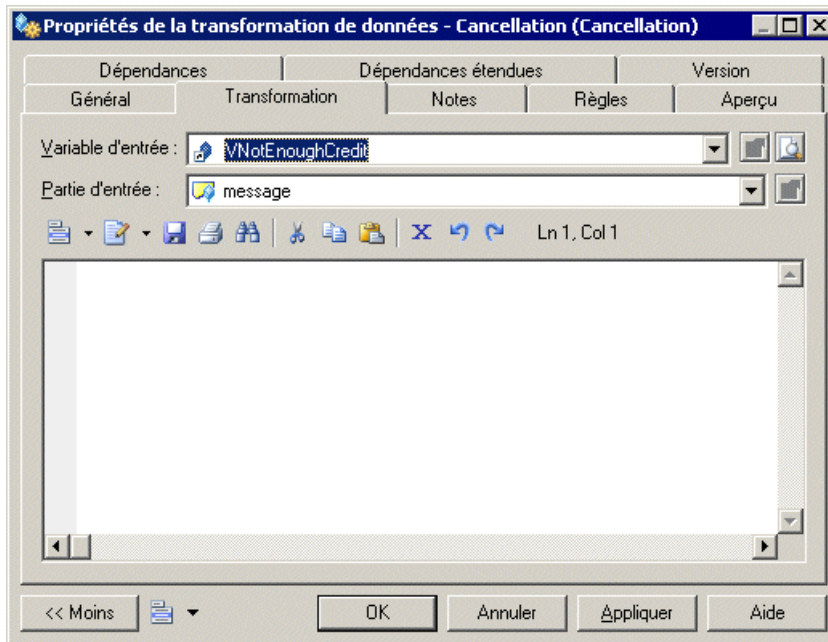 Propriétés de la transformation de données - Cancellation (Cancellation)
Dépendances Dépendances étendues Version
Général Transformation Notes Règles Aperçu
Variable d'entrée : VNotEnoughCredit
Partie d'entrée : message
Ln 1, Col 1
<< Moins OK Annuler Appliquer Aide